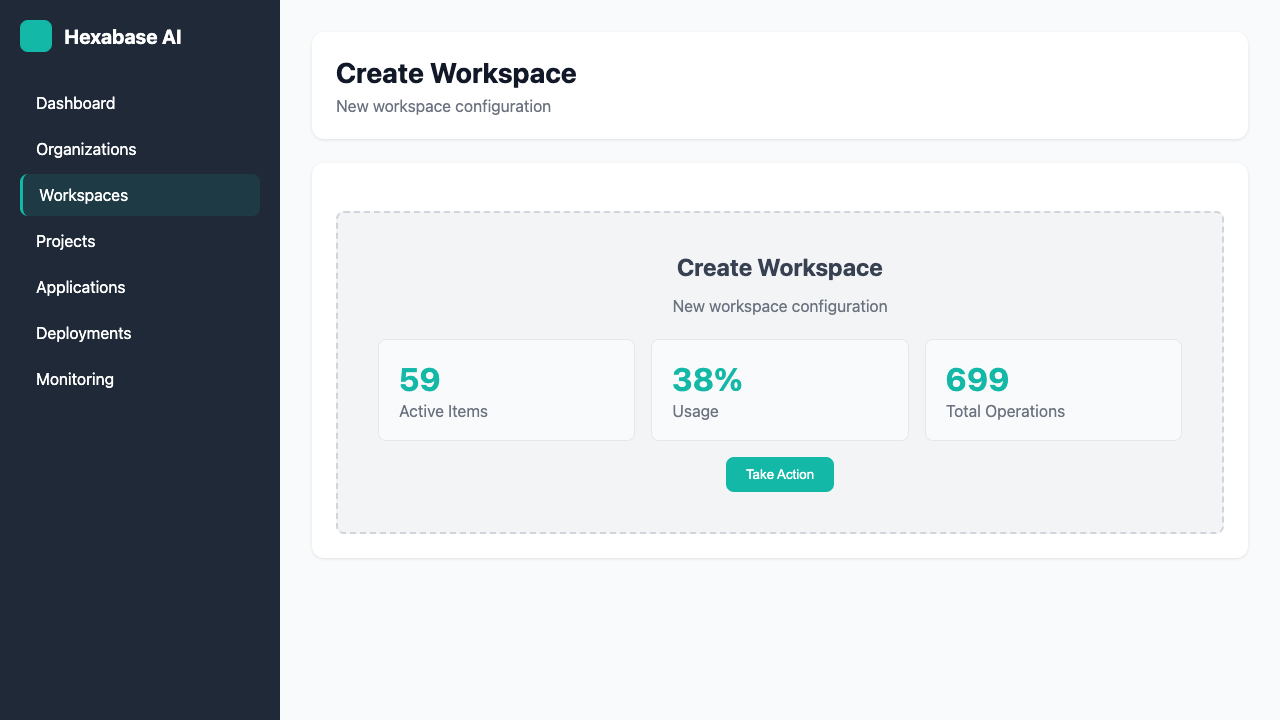 Hexabase AI
Dashboard
Organizations
Workspaces
Projects
Applications
Deployments
Monitoring
Create Workspace
New workspace configuration
Create Workspace
New workspace configuration
59
Active Items
38%
Usage
699
Total Operations
Take Action